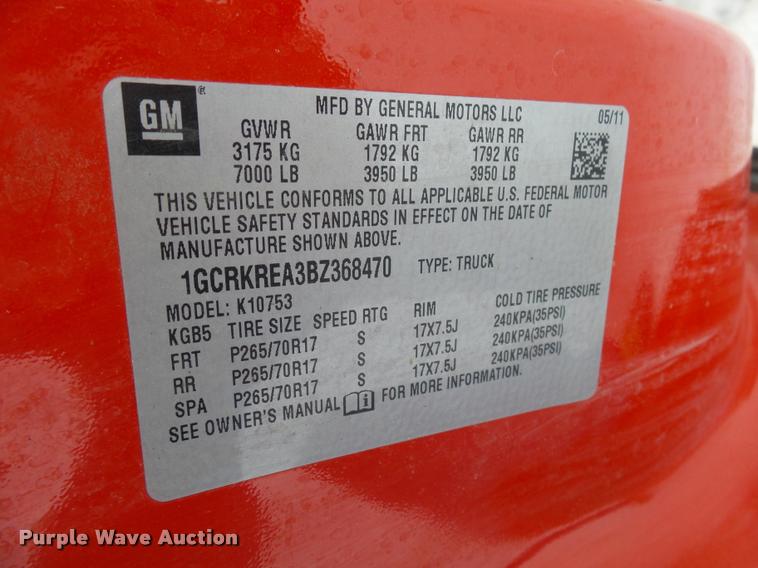 GM
MFD BY GENERAL MOTORS LLC 05/11
GVWR GAWR FRT GAWR RR
3175 KG 1792 KG 1792 KG
7000 LB 3950 LB 3950 LB
THIS VEHICLE CONFORMS TO ALL APPLICABLE U.S. FEDERAL MOTOR
VEHICLE SAFETY STANDARDS IN EFFECT ON THE DATE OF
MANUFACTURE SHOWN ABOVE.
1GCRKREA3BZ368470 TYPE: TRUCK
MODEL: K10753
KGB5 TIRE SIZE SPEED RTG RIM COLD TIRE PRESSURE
FRT P265/70R17 S 17X7.5J 240KPA(35PSI)
RR P265/70R17 S 17X7.5J 240KPA(35PSI)
SPA P265/70R17 S 17X7.5J 240KPA(35PSI)
SEE OWNER'S MANUAL i FOR MORE INFORMATION.
Purple Wave Auction